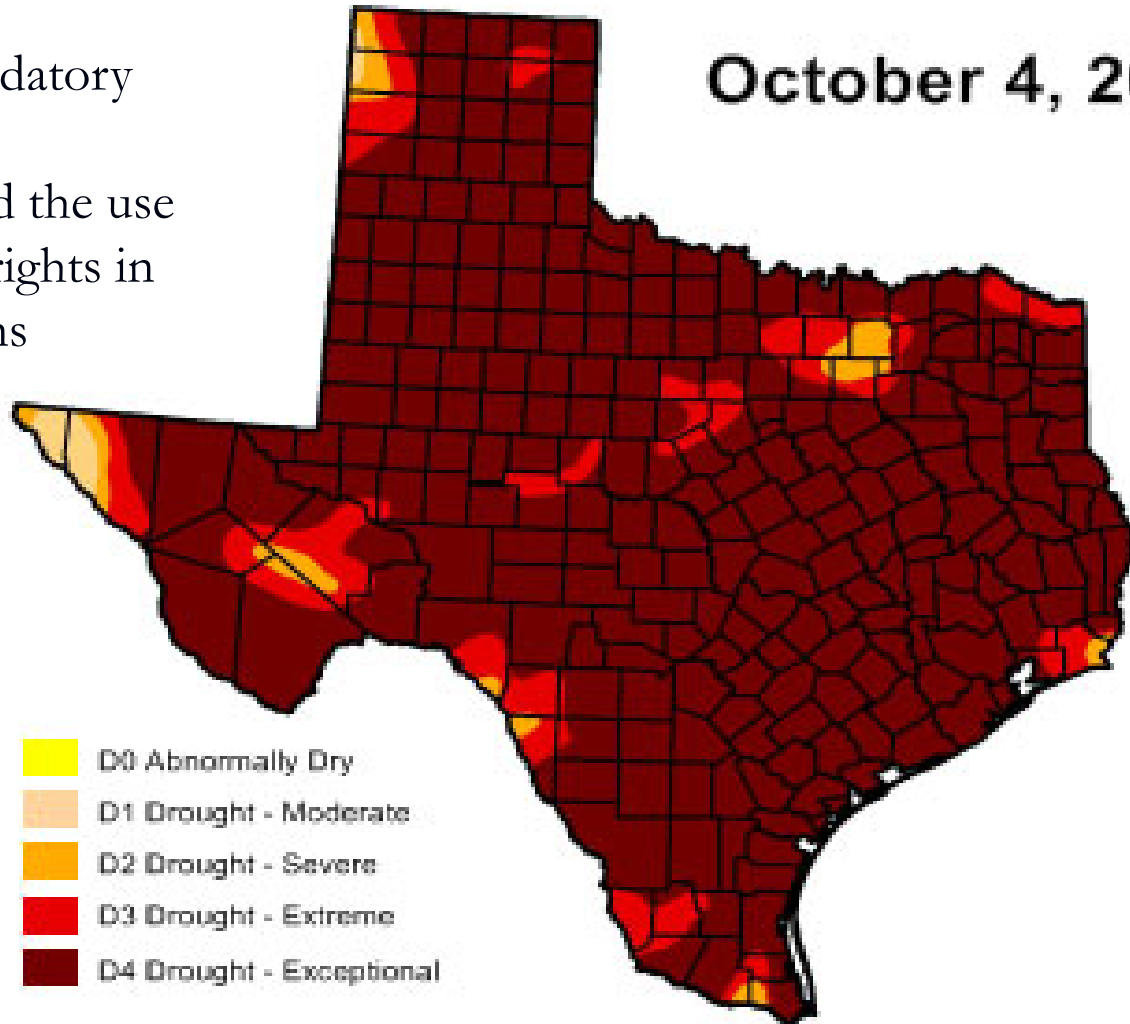 datory
d the use
rights in
ns
October 4, 20
D0 Abnormally Dry
D1 Drought - Moderate
D2 Drought - Severe
D3 Drought - Extreme
D4 Drought - Exceptional